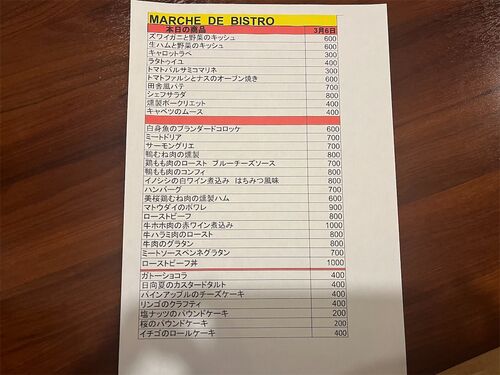 MARCHE DE BISTRO
本日の商品 3月6日
ズワイガニと野菜のキッシュ 600
生ハムと野菜のキッシュ 600
キャロットラペ 300
ラタトゥイユ 400
トマトバルサミコマリネ 300
トマトファルシとナスのオーブン焼き 600
田舎風パテ 700
シェフサラダ 800
燻製ポークリエット 400
キャベツのムース 400
白身魚のブランダードコロッケ 600
ミートドリア 700
サーモングリエ 700
鴨むね肉の燻製 800
鶏もも肉のロースト ブルーチーズソース 700
鴨もも肉のコンフィ 700
イノシシの白ワイン煮込み はちみつ風味 800
ハンバーグ 700
美桜鶏むね肉の燻製ハム 600
マトウダイのポワレ 900
ローストビーフ 800
牛ホホ肉の赤ワイン煮込み 1000
牛ハラミ肉のロースト 800
牛肉のグラタン 800
ミートソースペンネグラタン 700
ローストビーフ丼 1000
ガトーショコラ 400
日向夏のカスタードタルト 400
パインアップルのチーズケーキ 400
リンゴのクラフティ 400
塩ナッツのパウンドケーキ 200
桜のパウンドケーキ 200
イチゴのロールケーキ 400